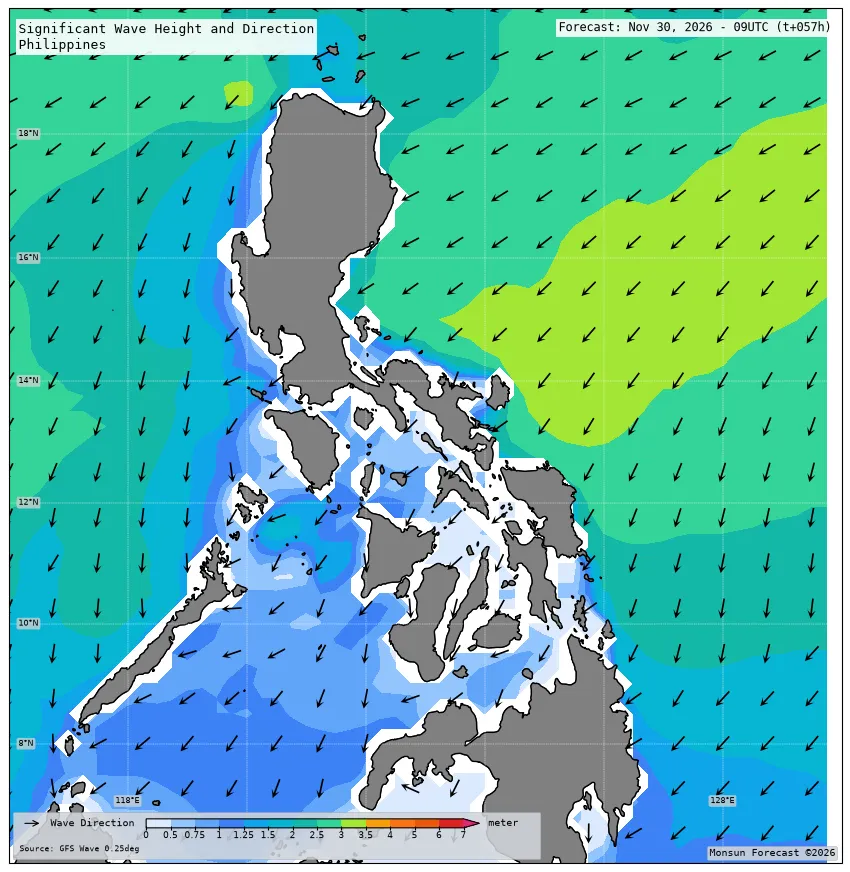 Significant Wave Height and Direction
Philippines
Forecast: Nov 30, 2026 - 09UTC (t+057h)
18°N
16°N
14°N
12°N
10°N
8°N
118°E
128°E
Wave Direction
0 0.5 0.75 1 1.25 1.5 2 2.5 3 3.5 4 5 6 7
meter
Source: GFS Wave 0.25deg
Monsun Forecast ©2026